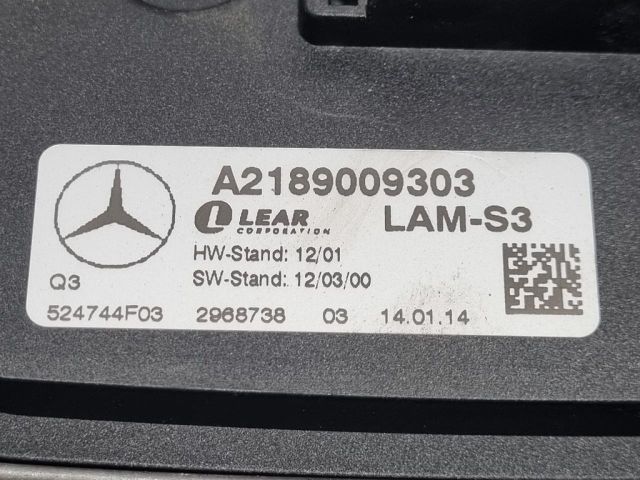 A2189009303
LEAR CORPORATION LAM-S3
HW-Stand: 12/01
SW-Stand: 12/03/00
Q3
524744F03 2968738 03 14.01.14